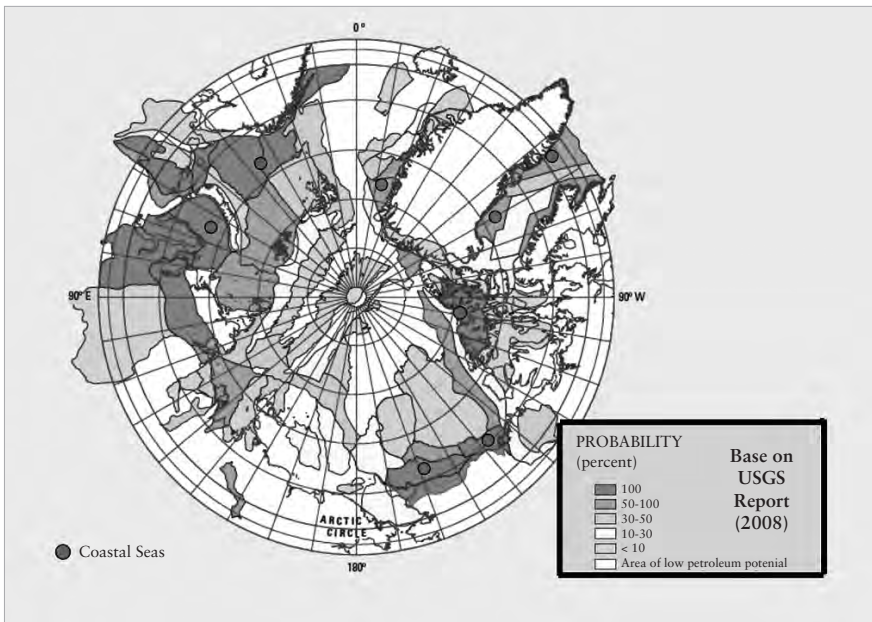 0°
90° E
90° W
PROBABILITY
(percent)
Base on
USGS
Report
(2008)
100
50-100
30-50
10-30
< 10
Area of low petroleum potenial
ARCTIC
CIRCLE
Coastal Seas
180°